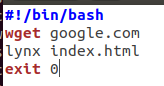 #!/bin/bash
wget google.com
lynx index.html
exit 0